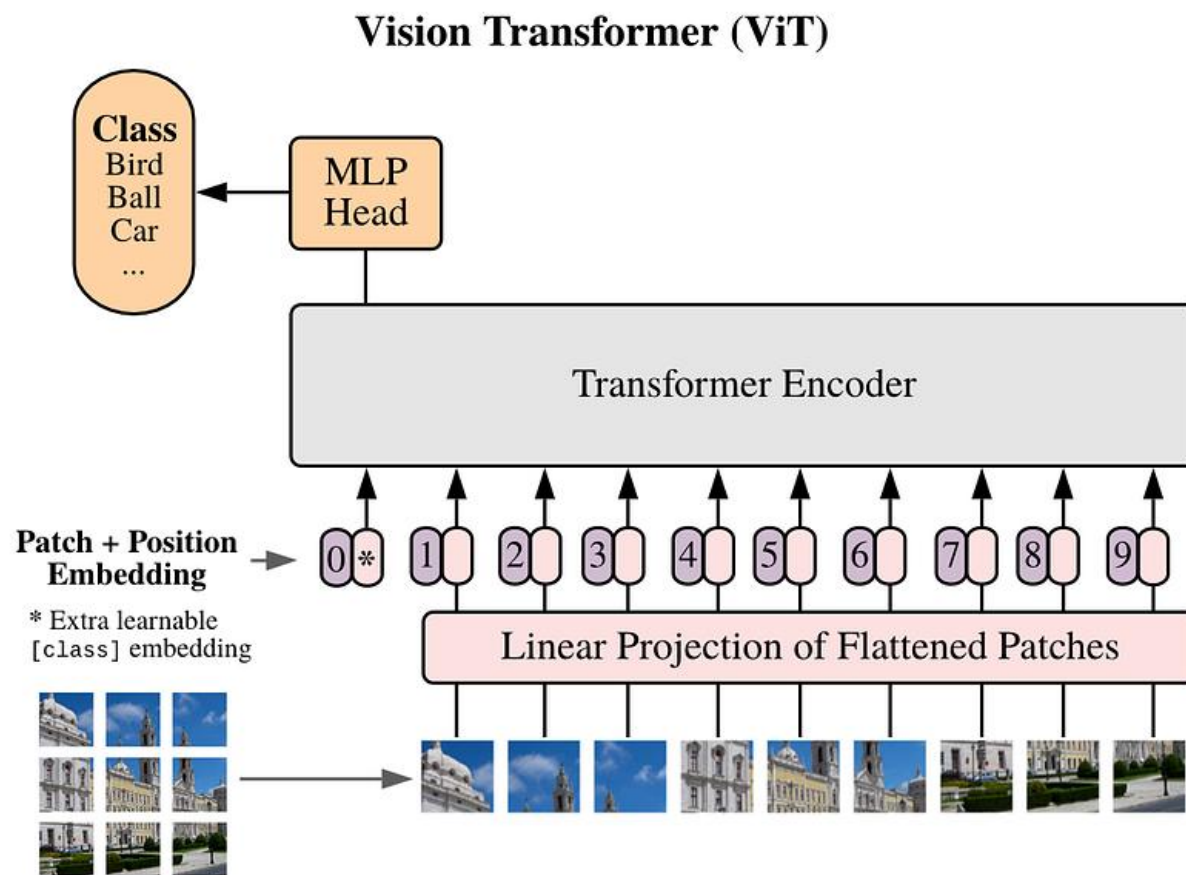 Vision Transformer (ViT)
Class
Bird
Ball
Car
...
MLP
Head
Transformer Encoder
Patch + Position
Embedding
0 * 1 2 3 4 5 6 7 8 9
* Extra learnable
[class] embedding
Linear Projection of Flattened Patches